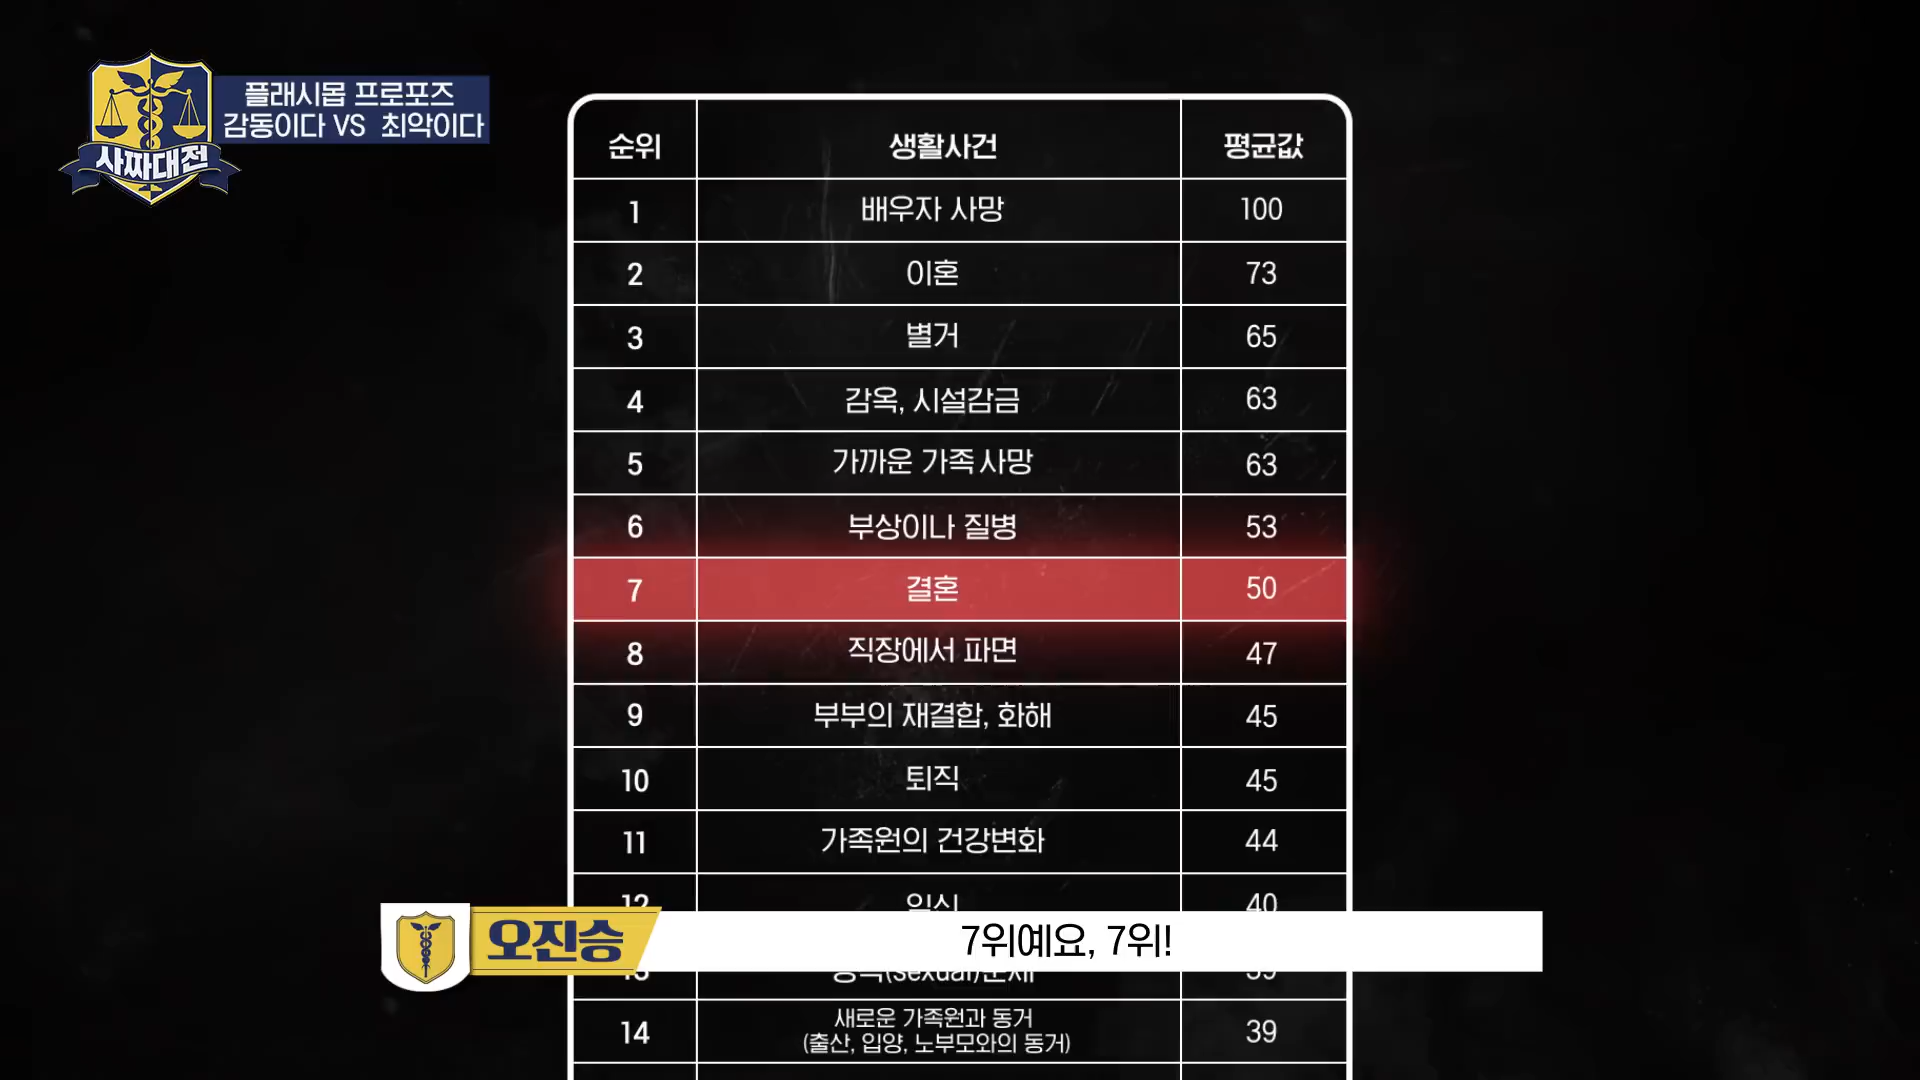 플래시몹 프로포즈
감동이다 VS 최악이다
사짜대전
순위 생활사건 평균값
1 배우자 사망 100
2 이혼 73
3 별거 65
4 감옥, 시설감금 63
5 가까운 가족 사망 63
6 부상이나 질병 53
7 결혼 50
8 직장에서 파면 47
9 부부의 재결합, 화해 45
10 퇴직 45
11 가족원의 건강변화 44
12 임신 40
오진승 7위예요, 7위!
13 (sexual) 39
14 새로운 가족원과 동거 39
(출산, 입양, 노부모와의 동거)